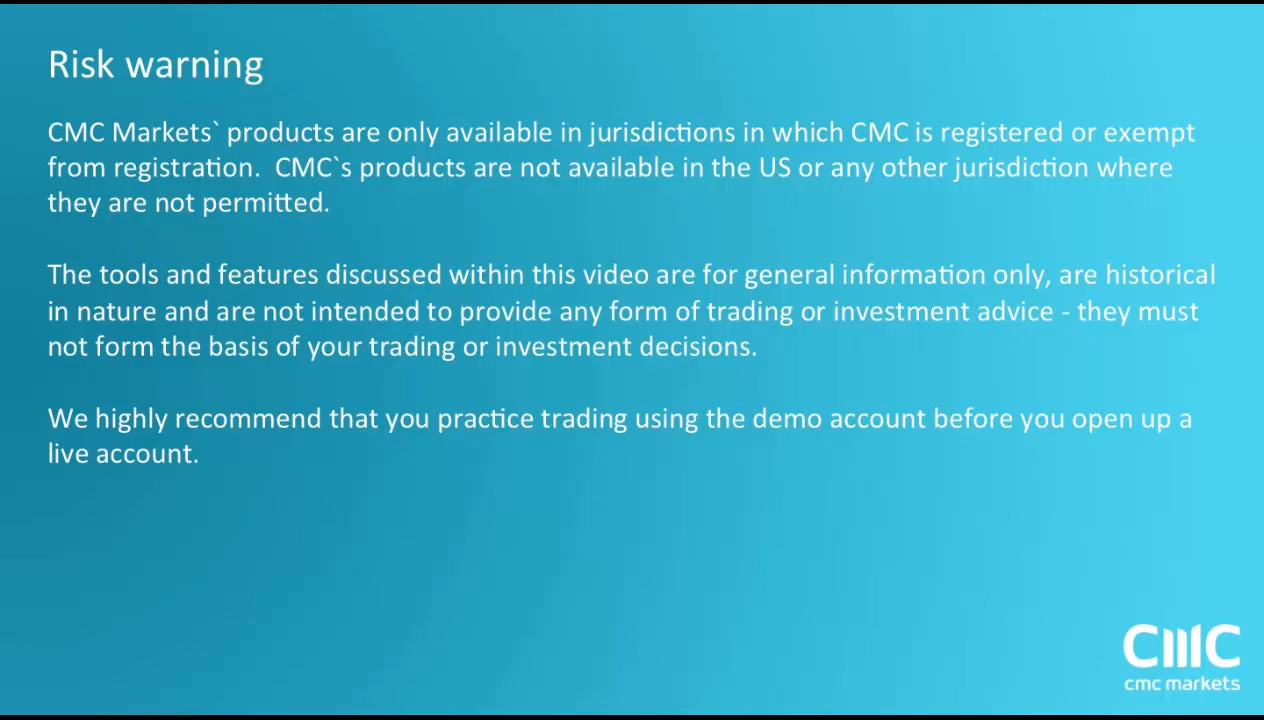 Risk warning
CMC Markets` products are only available in jurisdictions in which CMC is registered or exempt
from registration.  CMC`s products are not available in the US or any other jurisdiction where
they are not permitted.
The tools and features discussed within this video are for general information only, are historical
in nature and are not intended to provide any form of trading or investment advice - they must
not form the basis of your trading or investment decisions.
We highly recommend that you practice trading using the demo account before you open up a
live account.
CMC
cmc markets